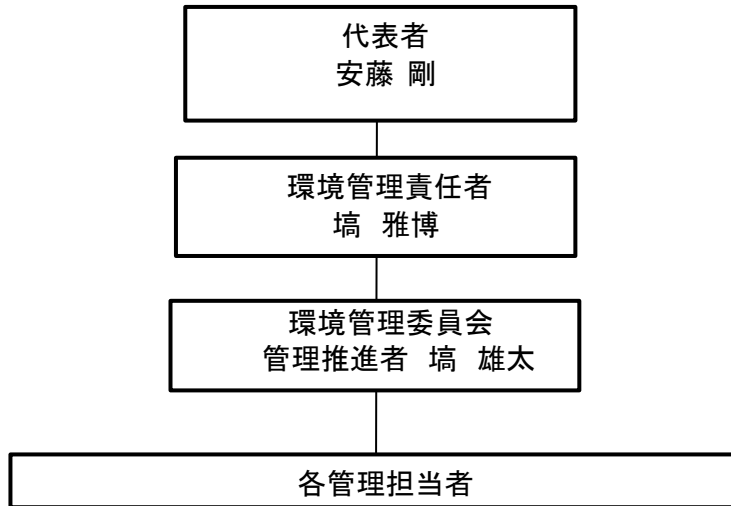 代表者
安藤 剛
環境管理責任者
塙 雅博
環境管理委員会
管理推進者 塙 雄太
各管理担当者